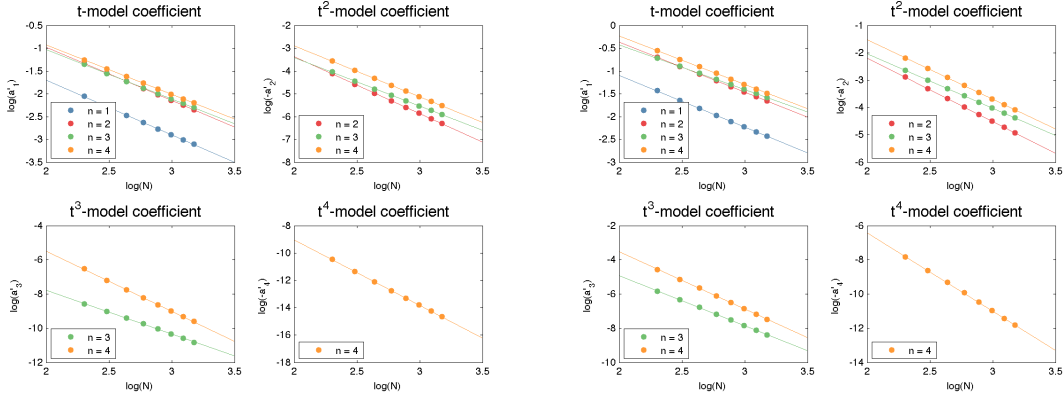 t-model coefficient
-0.5
-1
-1.5
-2
-2.5
-3
-3.5
2
2.5
3
3.5
log(a'₁)
log(N)
n = 1
n = 2
n = 3
n = 4
t²-model coefficient
-2
-3
-4
-5
-6
-7
-8
2
2.5
3
3.5
log(-a'₂)
log(N)
n = 2
n = 3
n = 4
t-model coefficient
0
-0.5
-1
-1.5
-2
-2.5
-3
2
2.5
3
3.5
log(a'₁)
log(N)
n = 1
n = 2
n = 3
n = 4
t²-model coefficient
-1
-2
-3
-4
-5
-6
2
2.5
3
3.5
log(-a'₂)
log(N)
n = 2
n = 3
n = 4
t³-model coefficient
-4
-6
-8
-10
-12
2
2.5
3
3.5
log(a'₃)
log(N)
n = 3
n = 4
t⁴-model coefficient
-8
-10
-12
-14
-16
-18
2
2.5
3
3.5
log(-a'₄)
log(N)
n = 4
t³-model coefficient
-2
-4
-6
-8
-10
2
2.5
3
3.5
log(a'₃)
log(N)
n = 3
n = 4
t⁴-model coefficient
-6
-8
-10
-12
-14
2
2.5
3
3.5
log(-a'₄)
log(N)
n = 4